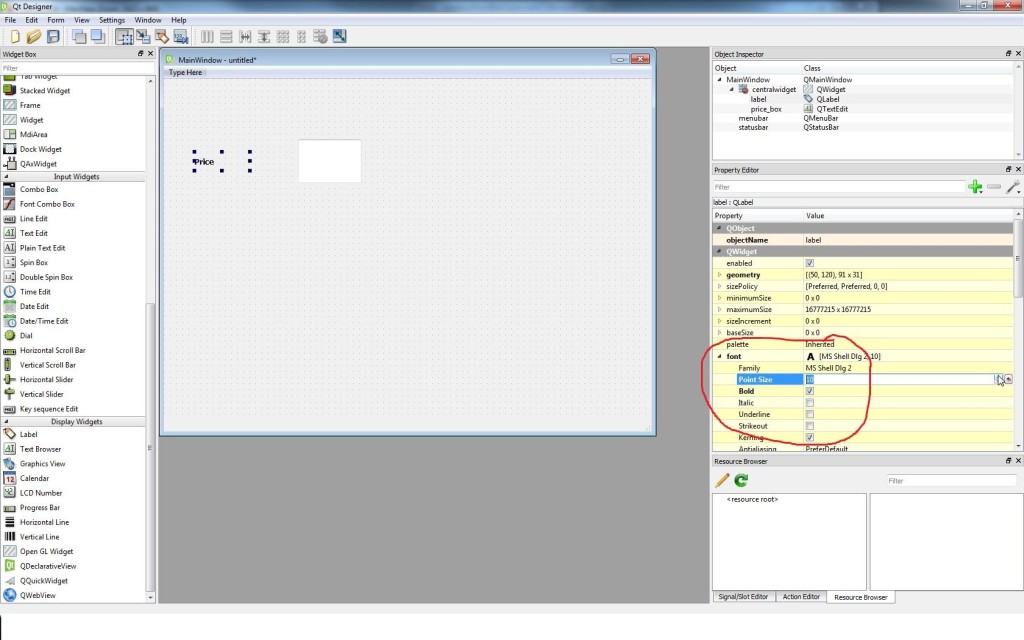 Qt Designer
File Edit Form View Settings Window Help
Widget Box
Filter
Tab Widget
Stacked Widget
Frame
Widget
MdiArea
Dock Widget
QAxWidget
Input Widgets
Combo Box
Font Combo Box
Line Edit
Text Edit
Plain Text Edit
Spin Box
Double Spin Box
Time Edit
Date Edit
Date/Time Edit
Dial
Horizontal Scroll Bar
Vertical Scroll Bar
Horizontal Slider
Vertical Slider
Key sequence Edit
Display Widgets
Label
Text Browser
Graphics View
Calendar
LCD Number
Progress Bar
Horizontal Line
Vertical Line
Open GL Widget
QDeclarativeView
QQuickWidget
QWebView
MainWindow - untitled*
Type Here
Price
Object Inspector
Object Class
MainWindow QMainWindow
centralwidget QWidget
label QLabel
price_box QTextEdit
menubar QMenuBar
statusbar QStatusBar
Property Editor
Filter
label : QLabel
Property Value
QObject
objectName label
QWidget
enabled
geometry [(50, 120), 91 x 31]
sizePolicy [Preferred, Preferred, 0, 0]
minimumSize 0 x 0
maximumSize 16777215 x 16777215
sizeIncrement 0 x 0
baseSize 0 x 0
palette Inherited
font A [MS Shell Dlg 2, 10]
Family MS Shell Dlg 2
Point Size 10
Bold
Italic
Underline
Strikeout
Kerning
Antialiasing PreferDefault
Resource Browser
Filter
<resource root>
Signal/Slot Editor Action Editor Resource Browser